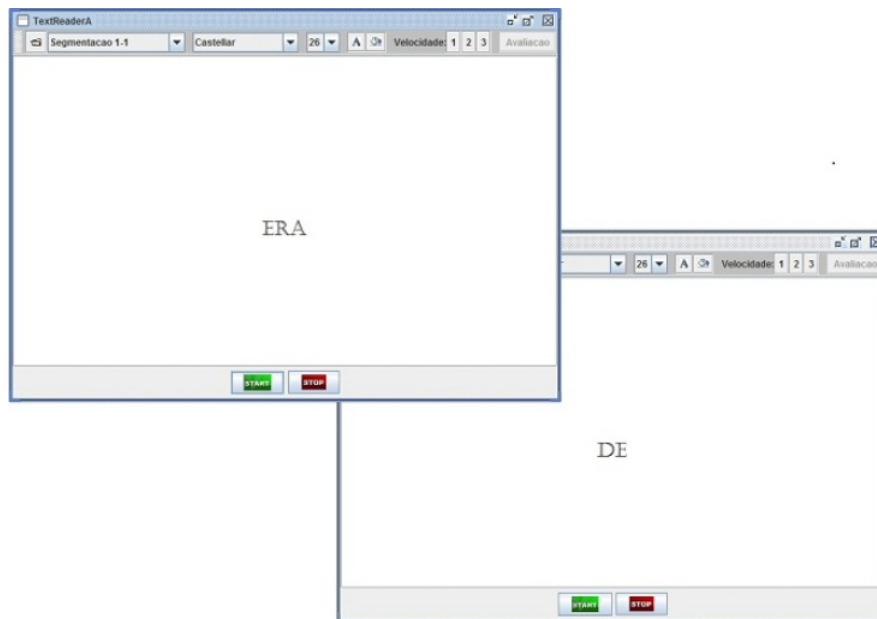 TextReaderA
Segmentacao 1-1 Castellar 26 A Velocidade: 1 2 3 Avaliacao
ERA
START STOP
26 A Velocidade: 1 2 3 Avaliacao
DE
START STOP